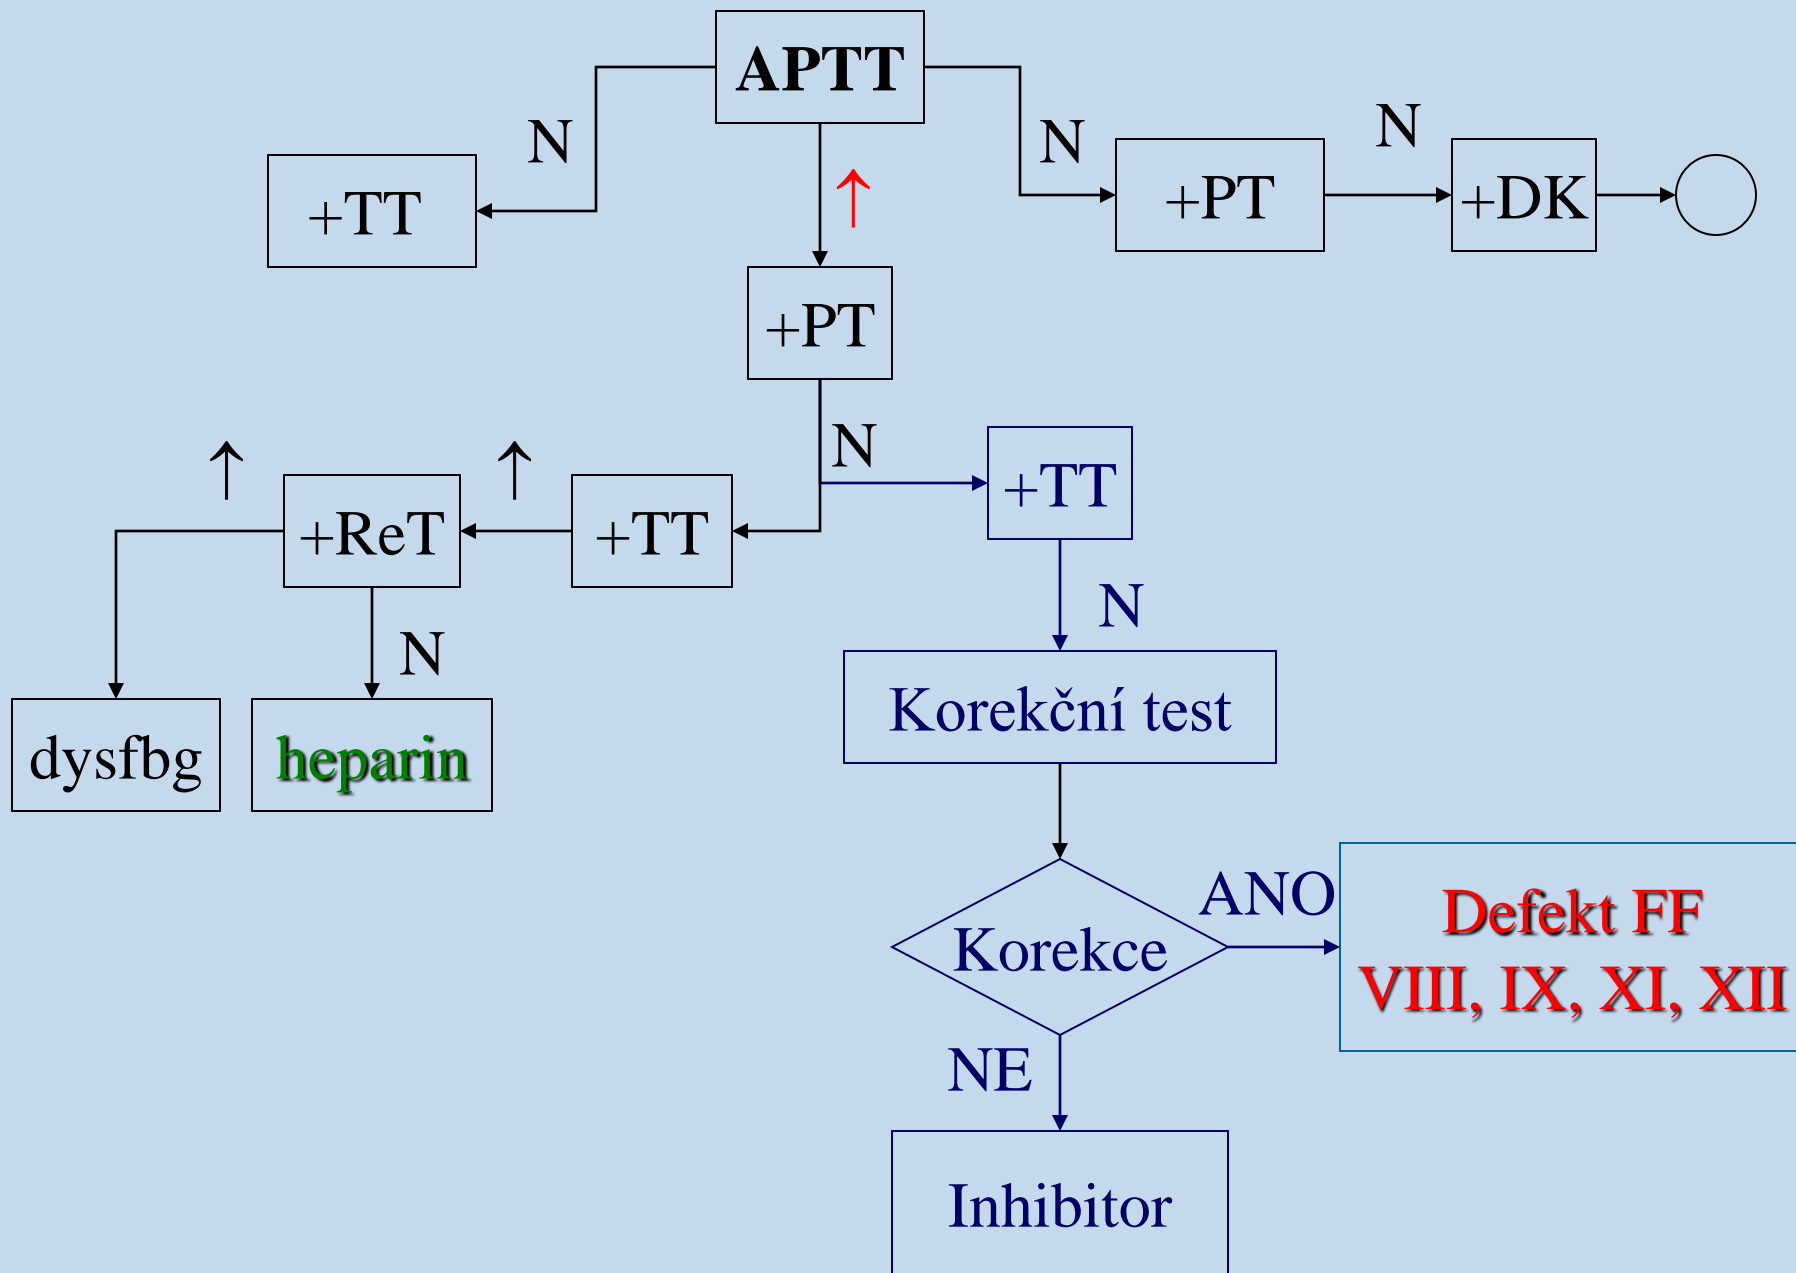 APTT
N
N
N
↑
+TT
+PT
+DK
+PT
N
↑
↑
+TT
+ReT
+TT
N
N
Korekční test
dysfbg
heparin
ANO
Korekce
Defekt FF
VIII, IX, XI, XII
NE
Inhibitor